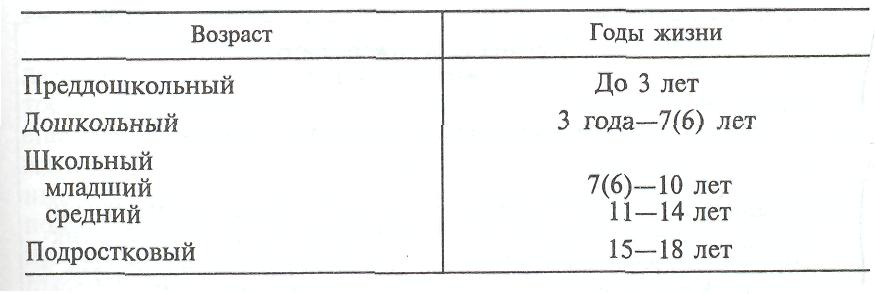 Возраст Годы жизни
Преддошкольный До 3 лет
Дошкольный 3 года—7(6) лет
Школьный
младший 7(6)—10 лет
средний 11—14 лет
Подростковый 15—18 лет